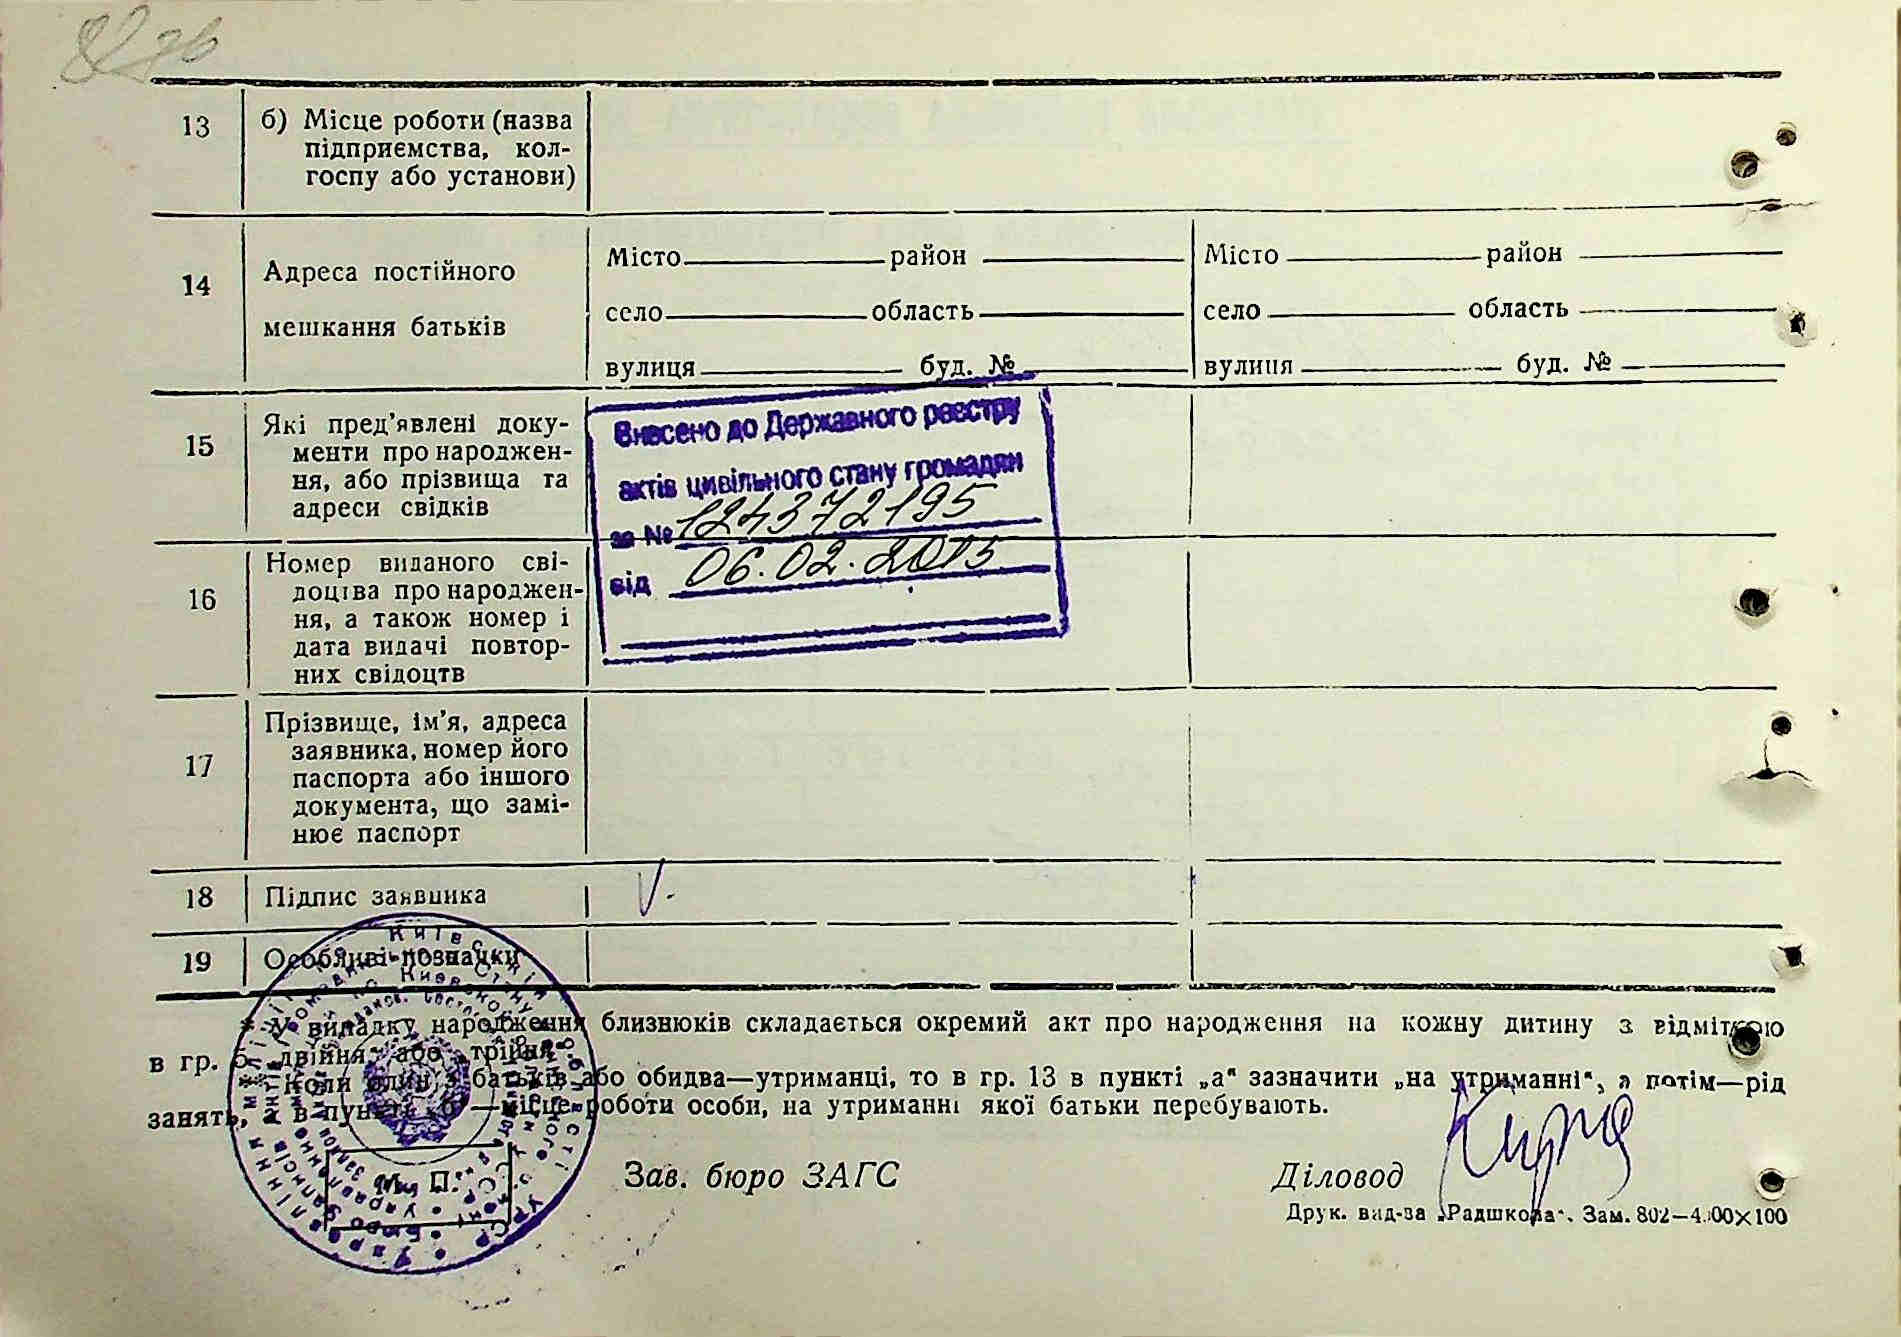 13
б) Місце роботи (назва
підприємства, кол-
госпу або установи)
14
Адреса постійного
мешкання батьків
Місто район
село область
вулиця буд. №
Місто район
село область
вулиця буд. №
15
Які пред'явлені доку-
менти про народжен-
ня, або прізвища та
адреси свідків
Внесено до Державного реєстру
актів цивільного стану громадян
за № 124372195
від 06.02.2013
16
Номер виданого сві-
доцтва про народжен-
ня, а також номер і
дата видачі повтор-
них свідоцтв
17
Прізвище, ім'я, адреса
заявника, номер його
паспорта або іншого
документа, що замі-
нює паспорт
18
Підпис заявника
V.
19
Особливі позначки
* У випадку народження близнюків складається окремий акт про народження на кожну дитину з відміткою
в гр. 6 „двійня" або „трійня".
Коли один з батьків або обидва—утриманці, то в гр. 13 в пункті „а" зазначити „на утриманні", а потім—рід
занять, а в пункті „б"—місце роботи особи, на утриманні якої батьки перебувають.
М. П.
Зав. бюро ЗАГС
Діловод
Друк. вид-ва „Радшкола". Зам. 802—4.000×100